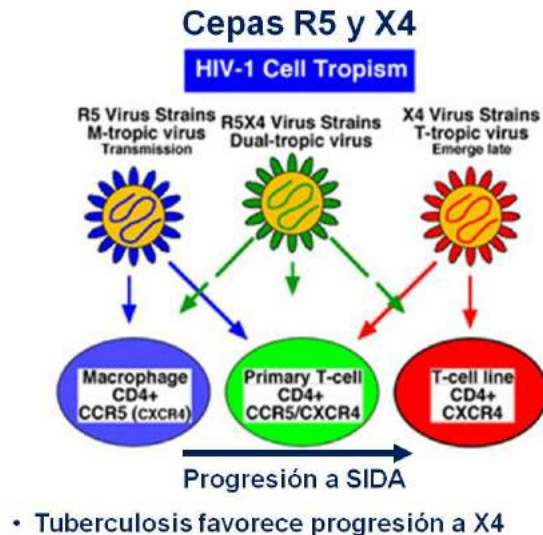 Cepas R5 y X4
HIV-1 Cell Tropism
R5 Virus Strains
M-tropic virus
Transmission
R5X4 Virus Strains
Dual-tropic virus
X4 Virus Strains
T-tropic virus
Emerge late
Macrophage
CD4+
CCR5 (CXCR4)
Primary T-cell
CD4+
CCR5/CXCR4
T-cell line
CD4+
CXCR4
Progresión a SIDA
• Tuberculosis favorece progresión a X4